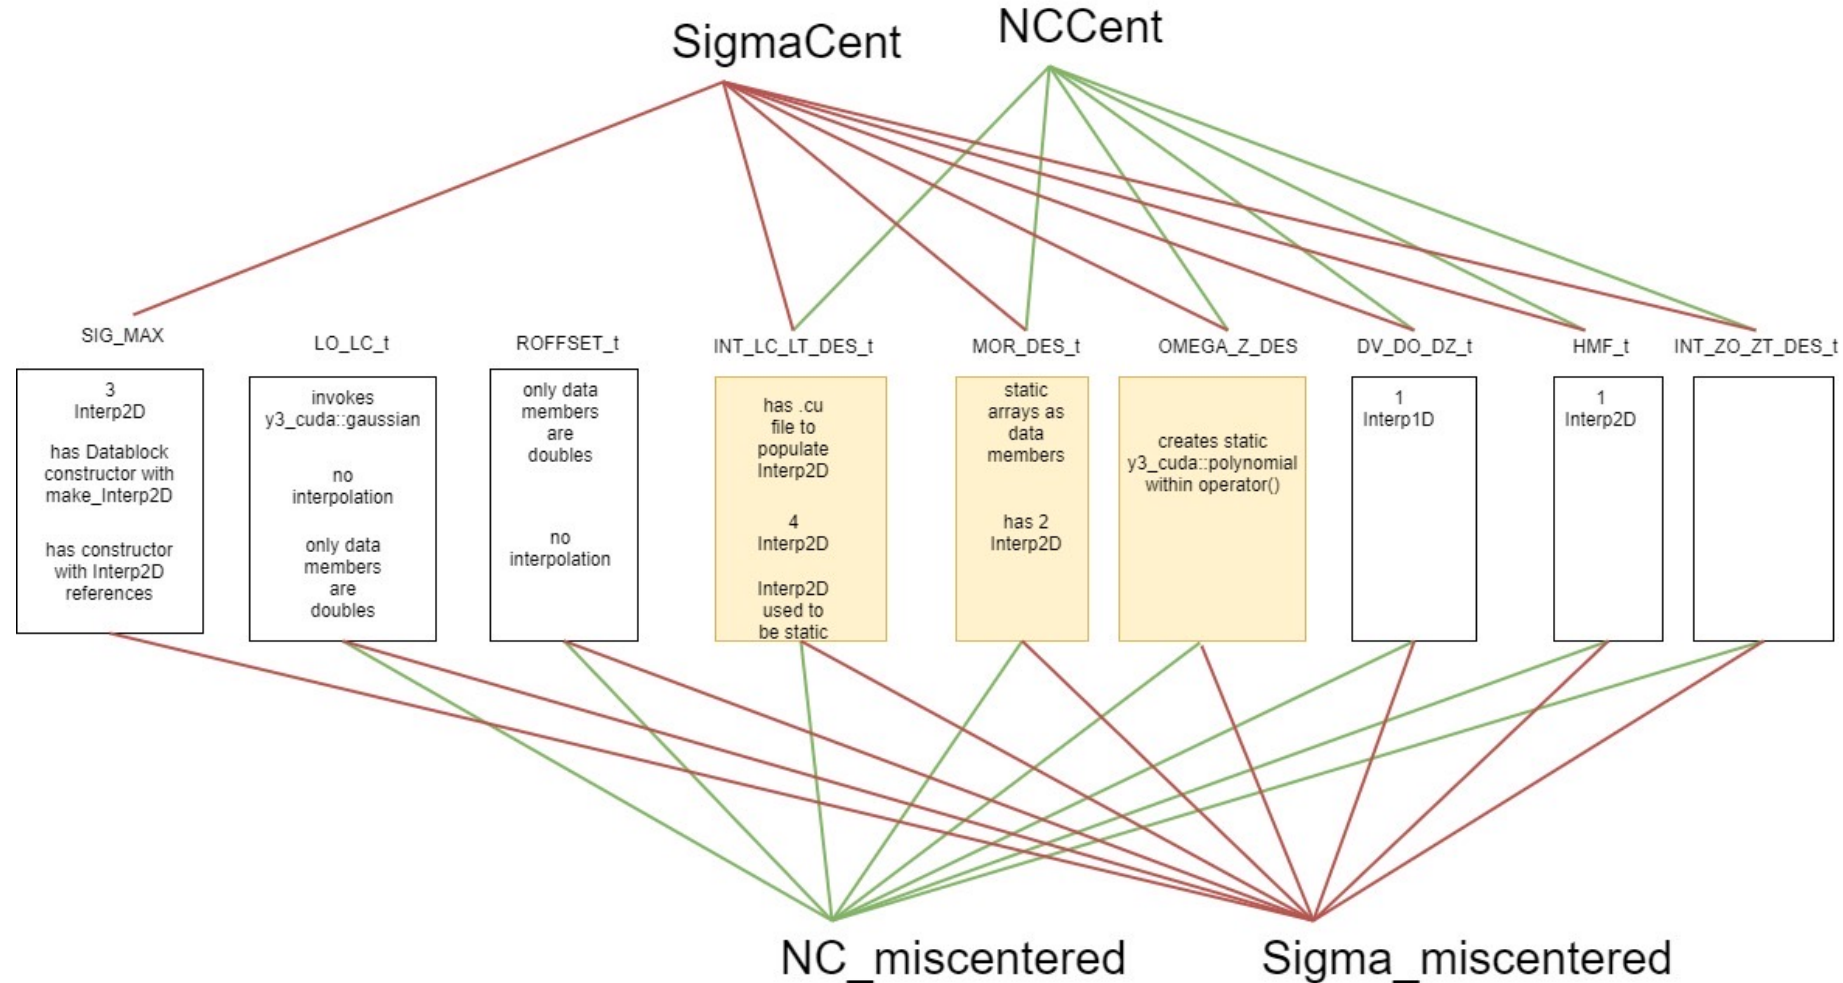 SigmaCent
NCCent
SIG_MAX
LO_LC_t
ROFFSET_t
INT_LC_LT_DES_t
MOR_DES_t
OMEGA_Z_DES
DV_DO_DZ_t
HMF_t
INT_ZO_ZT_DES_t
3
Interp2D
has Datablock
constructor with
make_Interp2D
has constructor
with Interp2D
references
invokes
y3_cuda::gaussian
no
interpolation
only data
members
are
doubles
only data
members
are
doubles
no
interpolation
has .cu
file to
populate
Interp2D
4
Interp2D
Interp2D
used to
be static
static
arrays as
data
members
has 2
Interp2D
creates static
y3_cuda::polynomial
within operator()
1
Interp1D
1
Interp2D
NC_miscentered
Sigma_miscentered